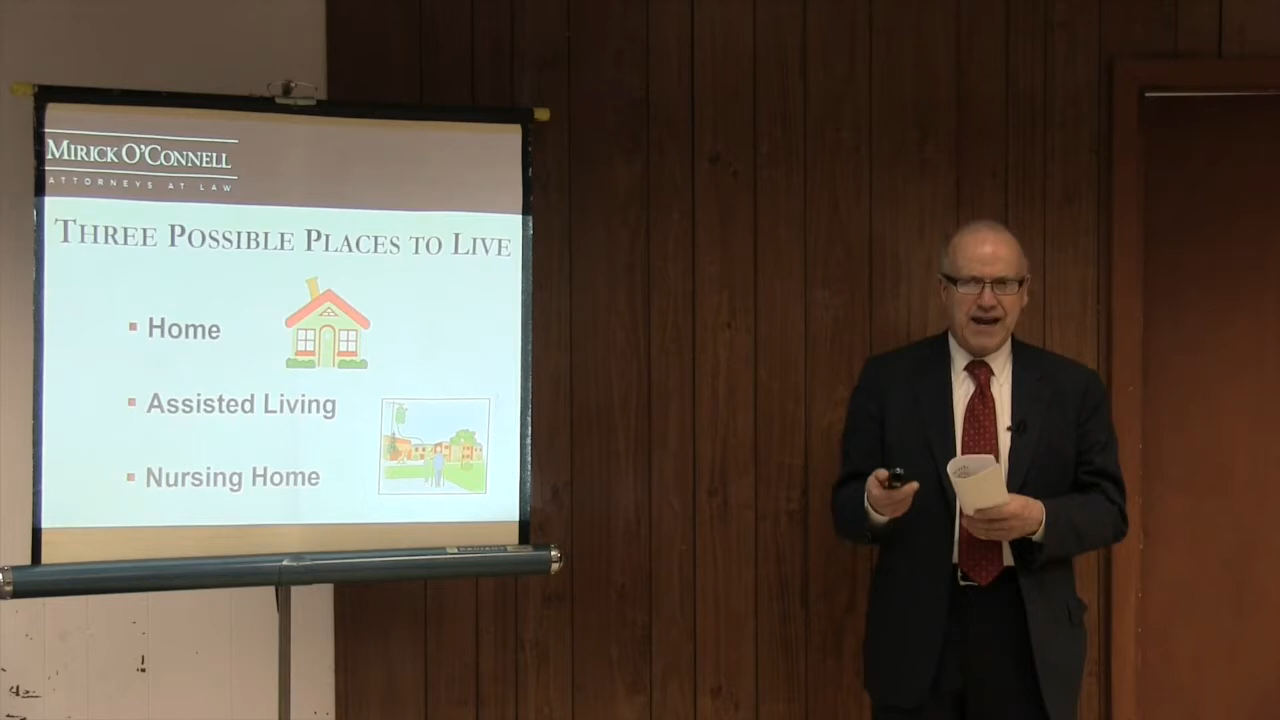 MIRICK O'CONNELL
ATTORNEYS AT LAW
THREE POSSIBLE PLACES TO LIVE
▪ Home
▪ Assisted Living
▪ Nursing Home